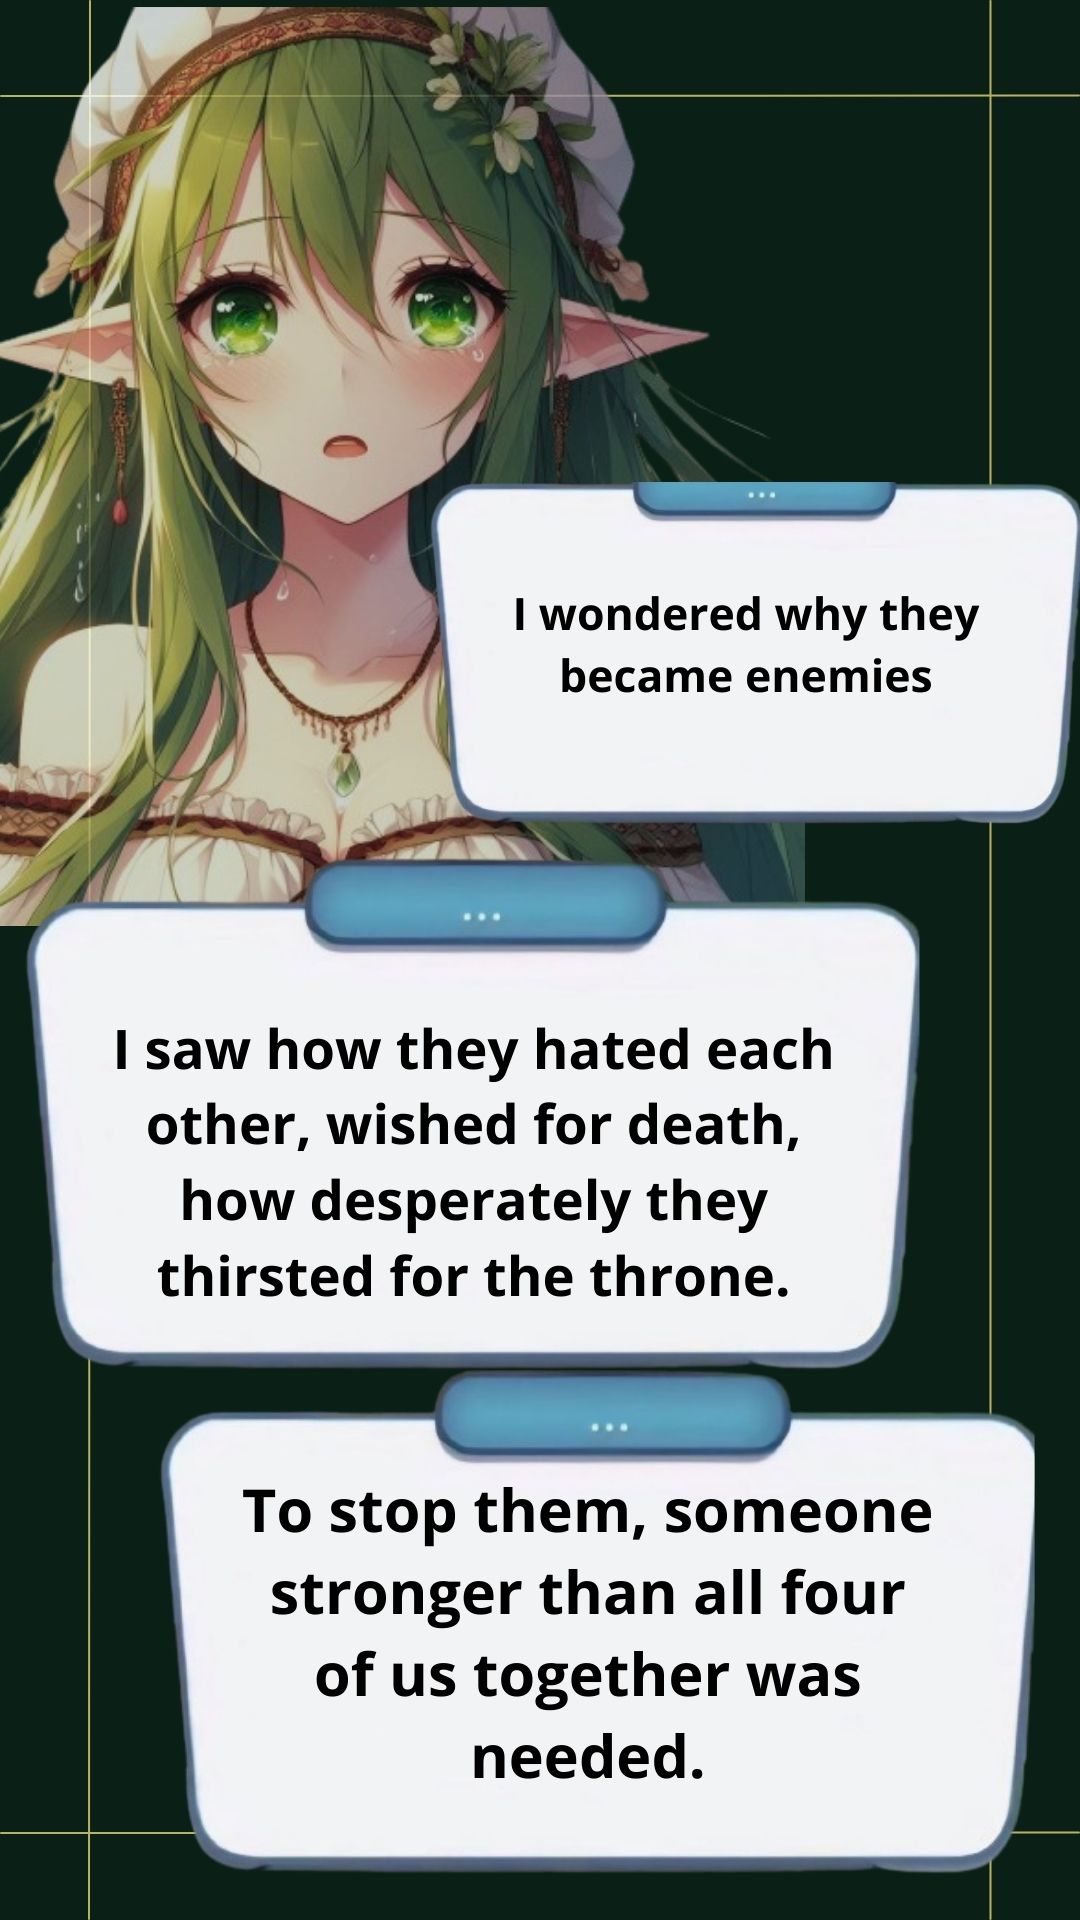 ...
I wondered why they
became enemies
...
I saw how they hated each
other, wished for death,
how desperately they
thirsted for the throne.
...
To stop them, someone
stronger than all four
of us together was
needed.